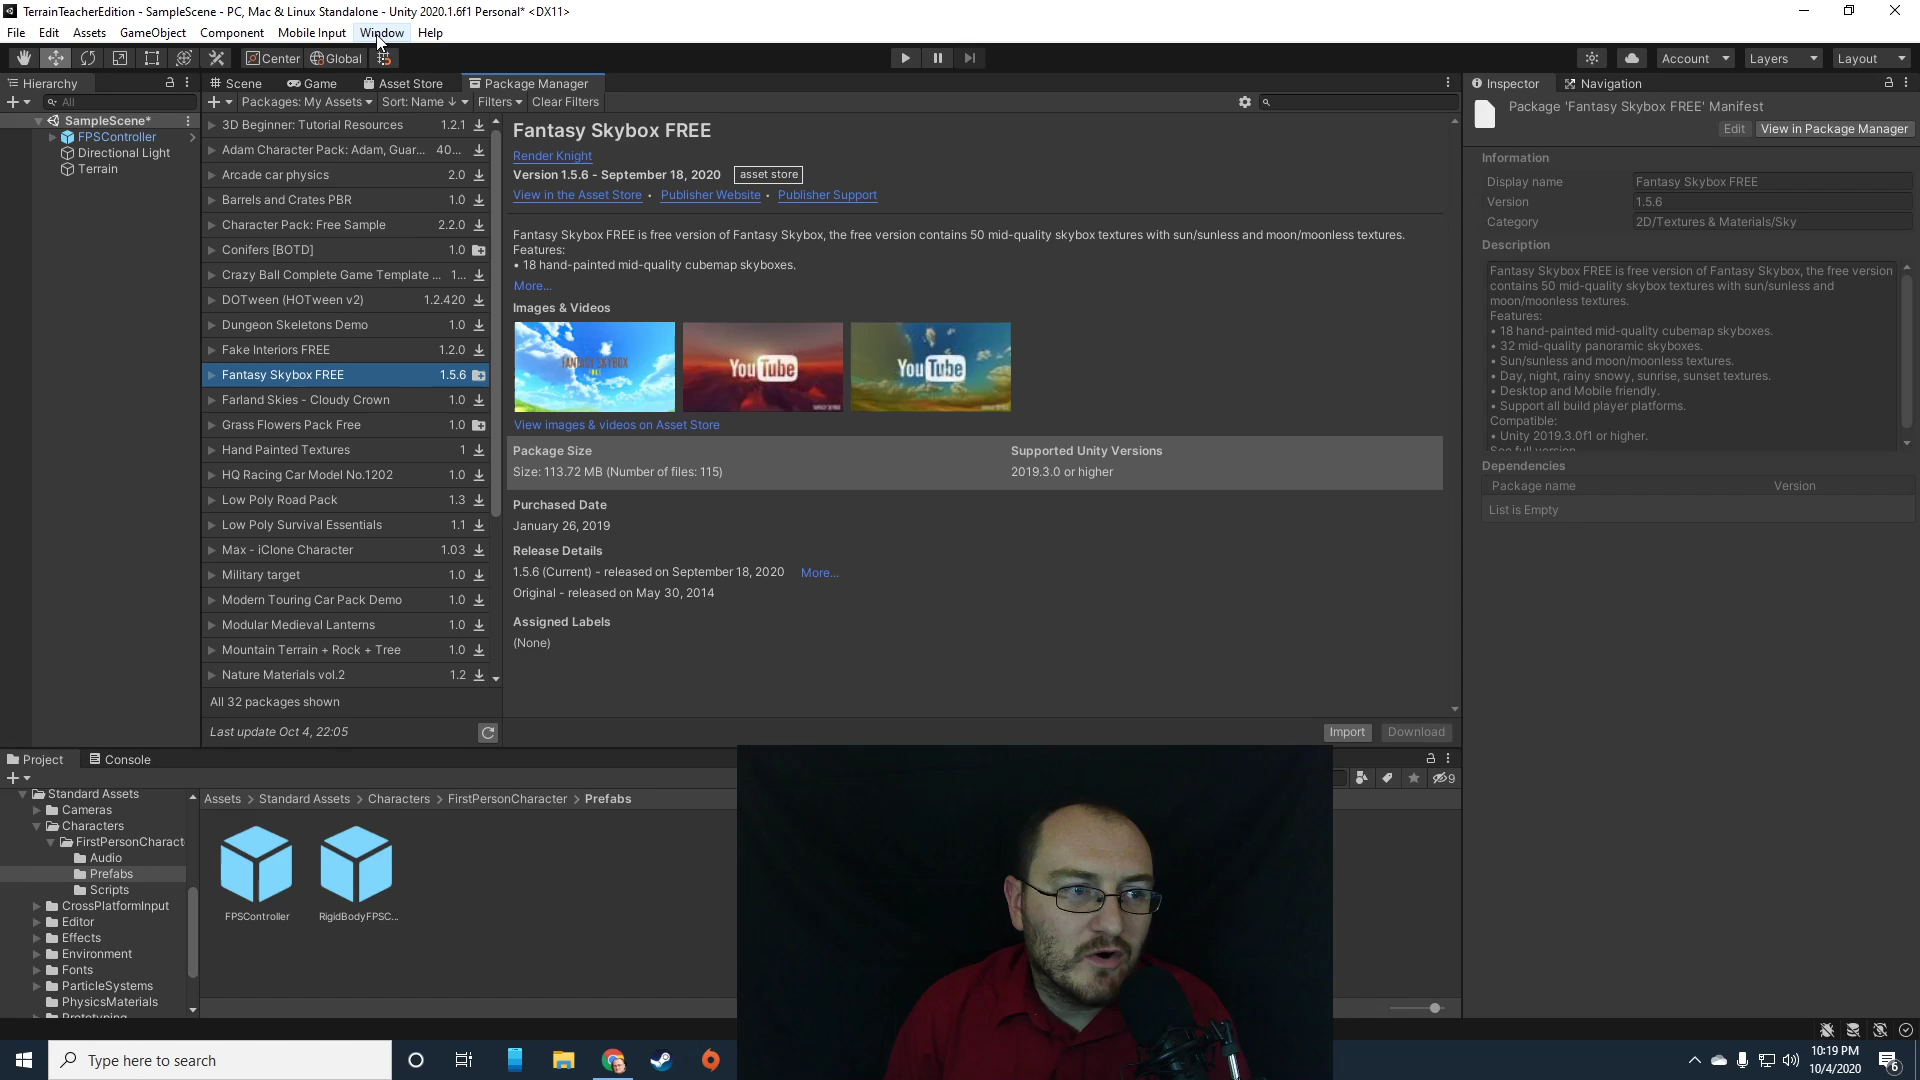 TerrainTeacherEdition - SampleScene - PC, Mac & Linux Standalone - Unity 2020.1.6f1 Personal* <DX11>
File Edit Assets GameObject Component Mobile Input Window Help
Center Global Account Layers Layout
Hierarchy
All
SampleScene*
FPSController
Directional Light
Terrain
Scene Game Asset Store Package Manager
Packages: My Assets Sort: Name ↓ Filters Clear Filters
3D Beginner: Tutorial Resources 1.2.1
Adam Character Pack: Adam, Guar... 40...
Arcade car physics 2.0
Barrels and Crates PBR 1.0
Character Pack: Free Sample 2.2.0
Conifers [BOTD] 1.0
Crazy Ball Complete Game Template ... 1...
DOTween (HOTween v2) 1.2.420
Dungeon Skeletons Demo 1.0
Fake Interiors FREE 1.2.0
Fantasy Skybox FREE 1.5.6
Farland Skies - Cloudy Crown 1.0
Grass Flowers Pack Free 1.0
Hand Painted Textures 1
HQ Racing Car Model No.1202 1.0
Low Poly Road Pack 1.3
Low Poly Survival Essentials 1.1
Max - iClone Character 1.03
Military target 1.0
Modern Touring Car Pack Demo 1.0
Modular Medieval Lanterns 1.0
Mountain Terrain + Rock + Tree 1.0
Nature Materials vol.2 1.2
All 32 packages shown
Last update Oct 4, 22:05
Fantasy Skybox FREE
Render Knight
Version 1.5.6 - September 18, 2020 asset store
View in the Asset Store • Publisher Website • Publisher Support
Fantasy Skybox FREE is free version of Fantasy Skybox, the free version contains 50 mid-quality skybox textures with sun/sunless and moon/moonless textures.
Features:
• 18 hand-painted mid-quality cubemap skyboxes.
More...
Images & Videos
FANTASY SKYBOX
YouTube
YouTube
View images & videos on Asset Store
Package Size Supported Unity Versions
Size: 113.72 MB (Number of files: 115) 2019.3.0 or higher
Purchased Date
January 26, 2019
Release Details
1.5.6 (Current) - released on September 18, 2020 More...
Original - released on May 30, 2014
Assigned Labels
(None)
Import Download
Inspector Navigation
Package 'Fantasy Skybox FREE' Manifest
Edit View in Package Manager
Information
Display name Fantasy Skybox FREE
Version 1.5.6
Category 2D/Textures & Materials/Sky
Description
Fantasy Skybox FREE is free version of Fantasy Skybox, the free version
contains 50 mid-quality skybox textures with sun/sunless and
moon/moonless textures.
Features:
• 18 hand-painted mid-quality cubemap skyboxes.
• 32 mid-quality panoramic skyboxes.
• Sun/sunless and moon/moonless textures.
• Day, night, rainy snowy, sunrise, sunset textures.
• Desktop and Mobile friendly.
• Support all build player platforms.
Compatible:
• Unity 2019.3.0f1 or higher.
See full version
Dependencies
Package name Version
List is Empty
Project Console
9
Standard Assets
Cameras
Characters
FirstPersonCharact
Audio
Prefabs
Scripts
CrossPlatformInput
Editor
Effects
Environment
Fonts
ParticleSystems
PhysicsMaterials
Prototyping
Assets > Standard Assets > Characters > FirstPersonCharacter > Prefabs
FPSController RigidBodyFPSC...
Type here to search
10:19 PM
10/4/2020
6